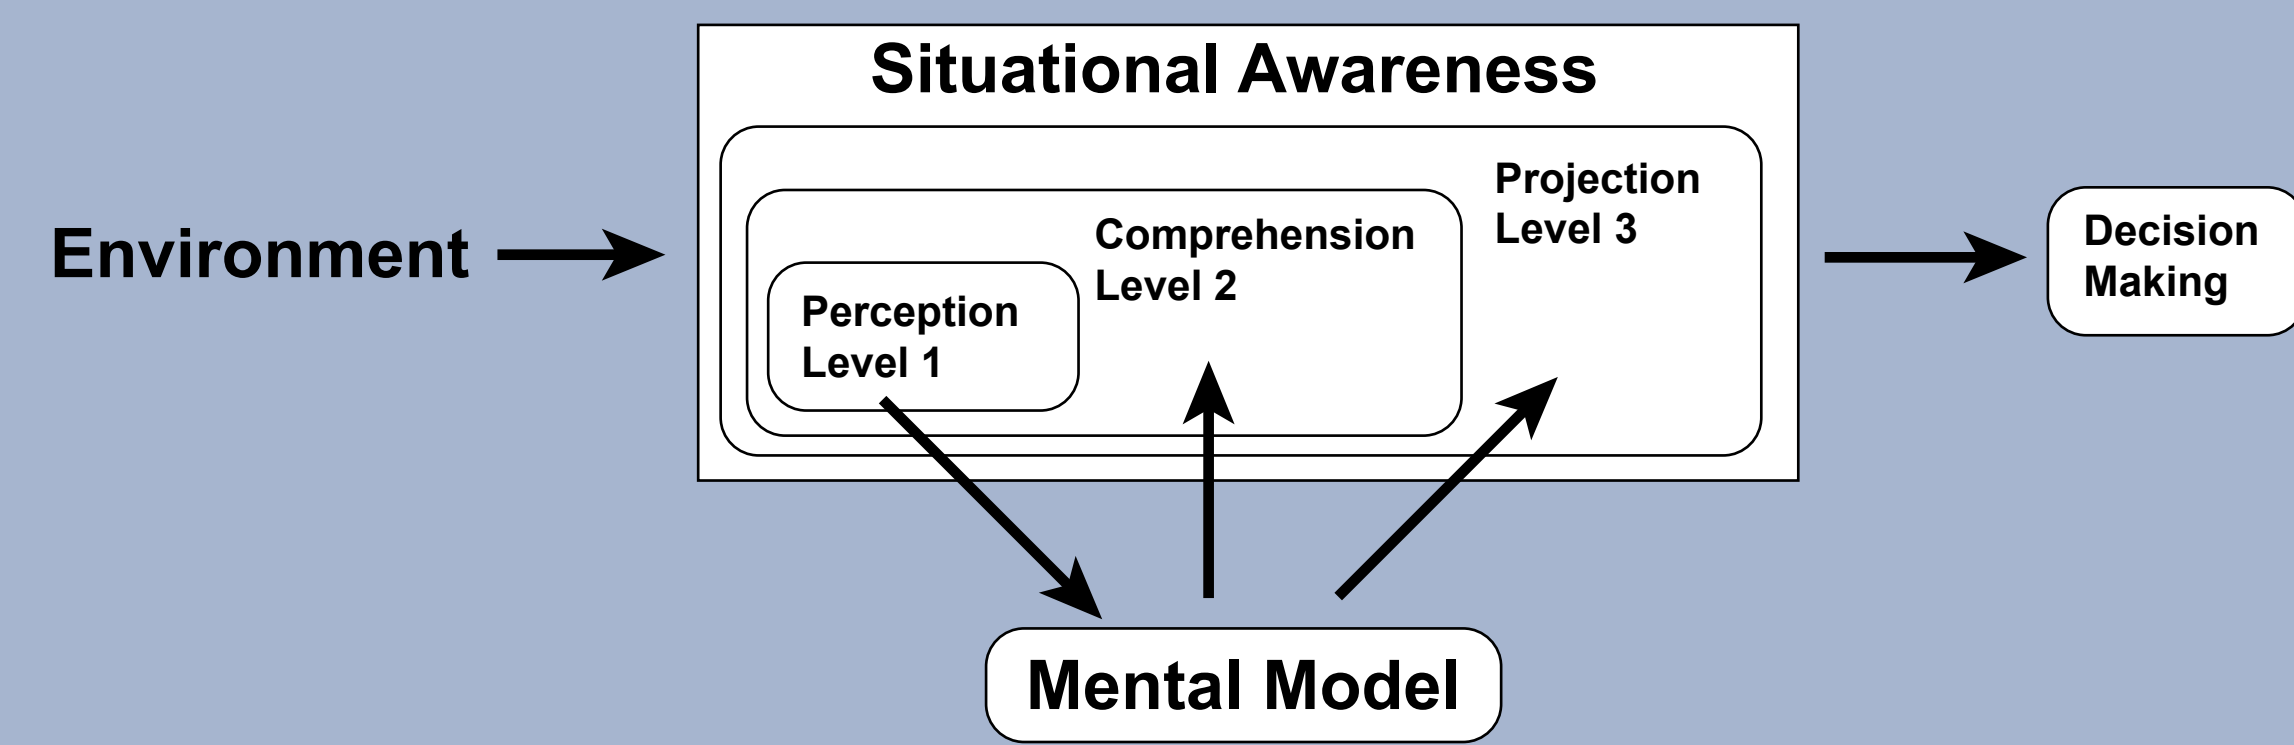 Situational Awareness
Environment
Perception
Level 1
Comprehension
Level 2
Projection
Level 3
Decision
Making
Mental Model